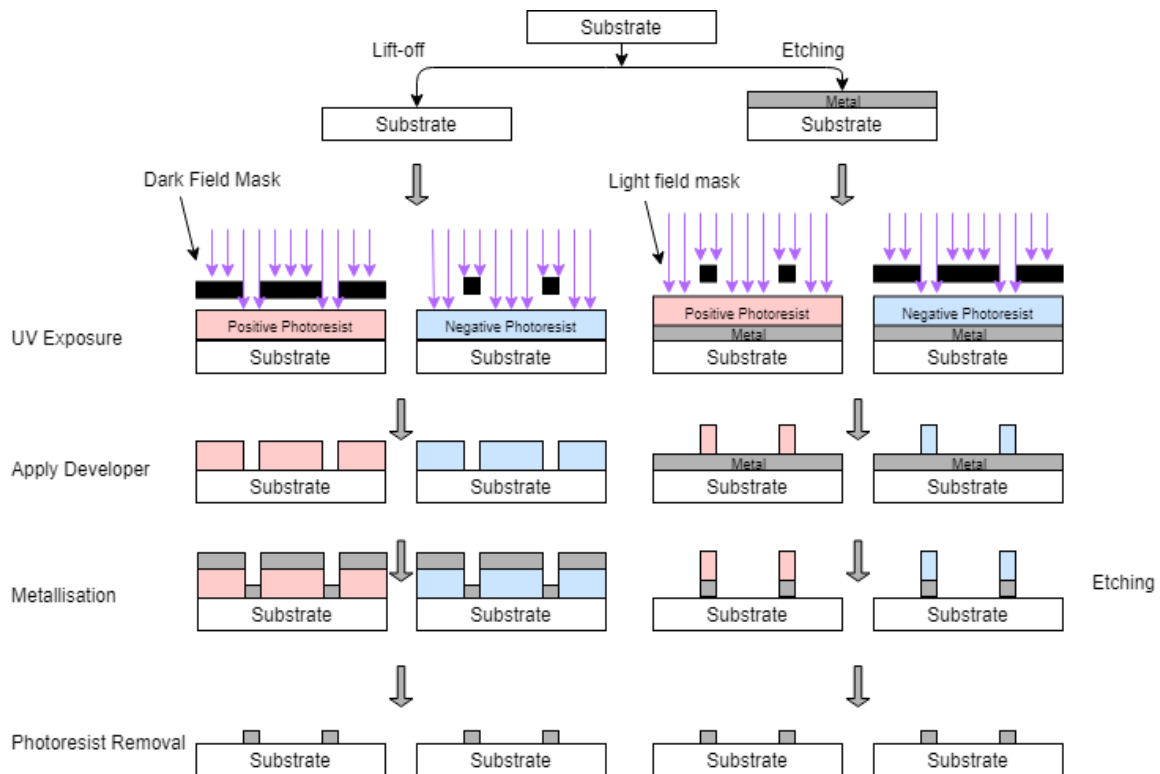 Substrate
Lift-off
Etching
Substrate
Metal
Substrate
Dark Field Mask
Light field mask
UV Exposure
Positive Photoresist
Substrate
Negative Photoresist
Substrate
Positive Photoresist
Metal
Substrate
Negative Photoresist
Metal
Substrate
Apply Developer
Substrate
Substrate
Metal
Substrate
Metal
Substrate
Metallisation
Substrate
Substrate
Substrate
Substrate
Etching
Photoresist Removal
Substrate
Substrate
Substrate
Substrate